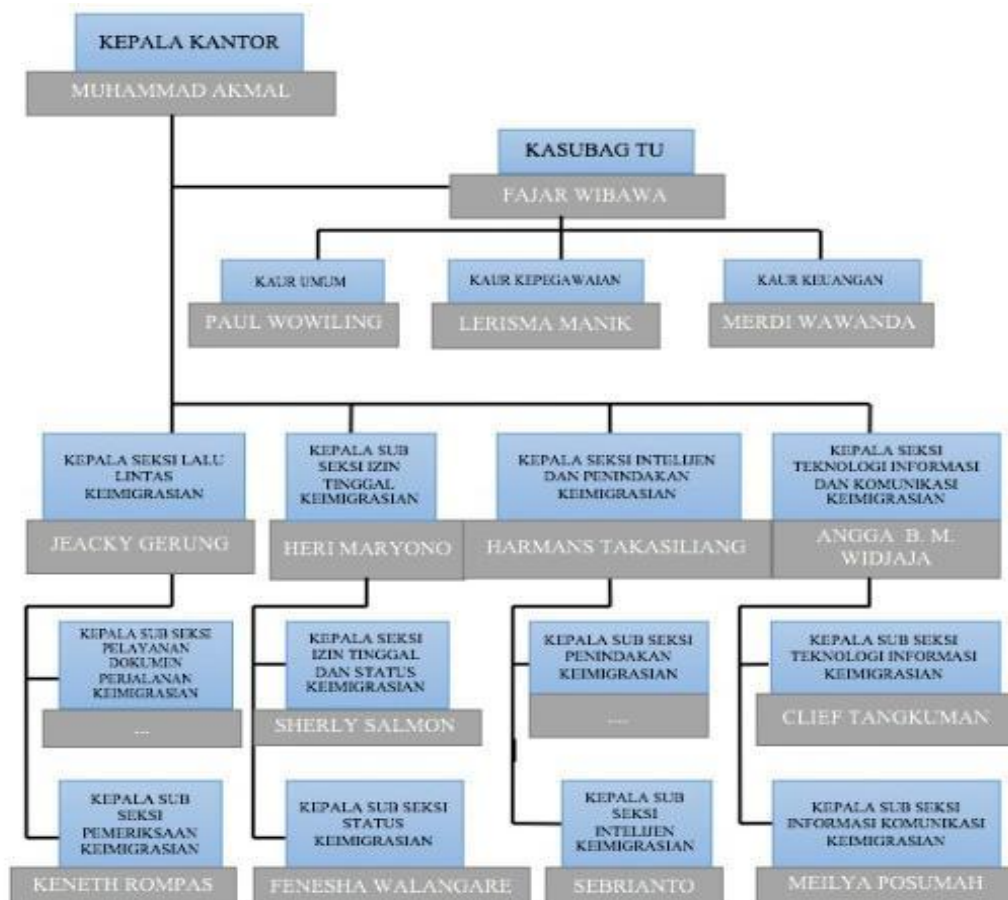 KEPALA KANTOR
MUHAMMAD AKMAL
KASUBAG TU
FAJAR WIBAWA
KAUR UMUM
PAUL WOWILING
KAUR KEPEGAWAIAN
LERISMA MANIK
KAUR KEUANGAN
MERDI WAWANDA
KEPALA SEKSI LALU
LINTAS
KEIMIGRASIAN
JEACKY GERUNG
KEPALA SUB
SEKSI IZIN
TINGGAL
KEIMIGRASIAN
HERI MARYONO
KEPALA SEKSI INTELIJEN
DAN PENINDAKAN
KEIMIGRASIAN
HARMANS TAKASILIANG
KEPALA SEKSI
TEKNOLOGI INFORMASI
DAN KOMUNIKASI
KEIMIGRASIAN
ANGGA B. M.
WIDJAJA
KEPALA SUB SEKSI
PELAYANAN
DOKUMEN
PERJALANAN
KEIMIGRASIAN
...
KEPALA SEKSI
IZIN TINGGAL
DAN STATUS
KEIMIGRASIAN
SHERLY SALMON
KEPALA SUB SEKSI
PENINDAKAN
KEIMIGRASIAN
....
KEPALA SUB SEKSI
TEKNOLOGI INFORMASI
KEIMIGRASIAN
CLIEF TANGKUMAN
KEPALA SUB
SEKSI
PEMERIKSAAN
KEIMIGRASIAN
KENETH ROMPAS
KEPALA SUB SEKSI
STATUS
KEIMIGRASIAN
FENESHA WALANGARE
KEPALA SUB
SEKSI
INTELIJEN
KEIMIGRASIAN
SEBRIANTO
KEPALA SUB SEKSI
INFORMASI KOMUNIKASI
KEIMIGRASIAN
MEILYA POSUMAH